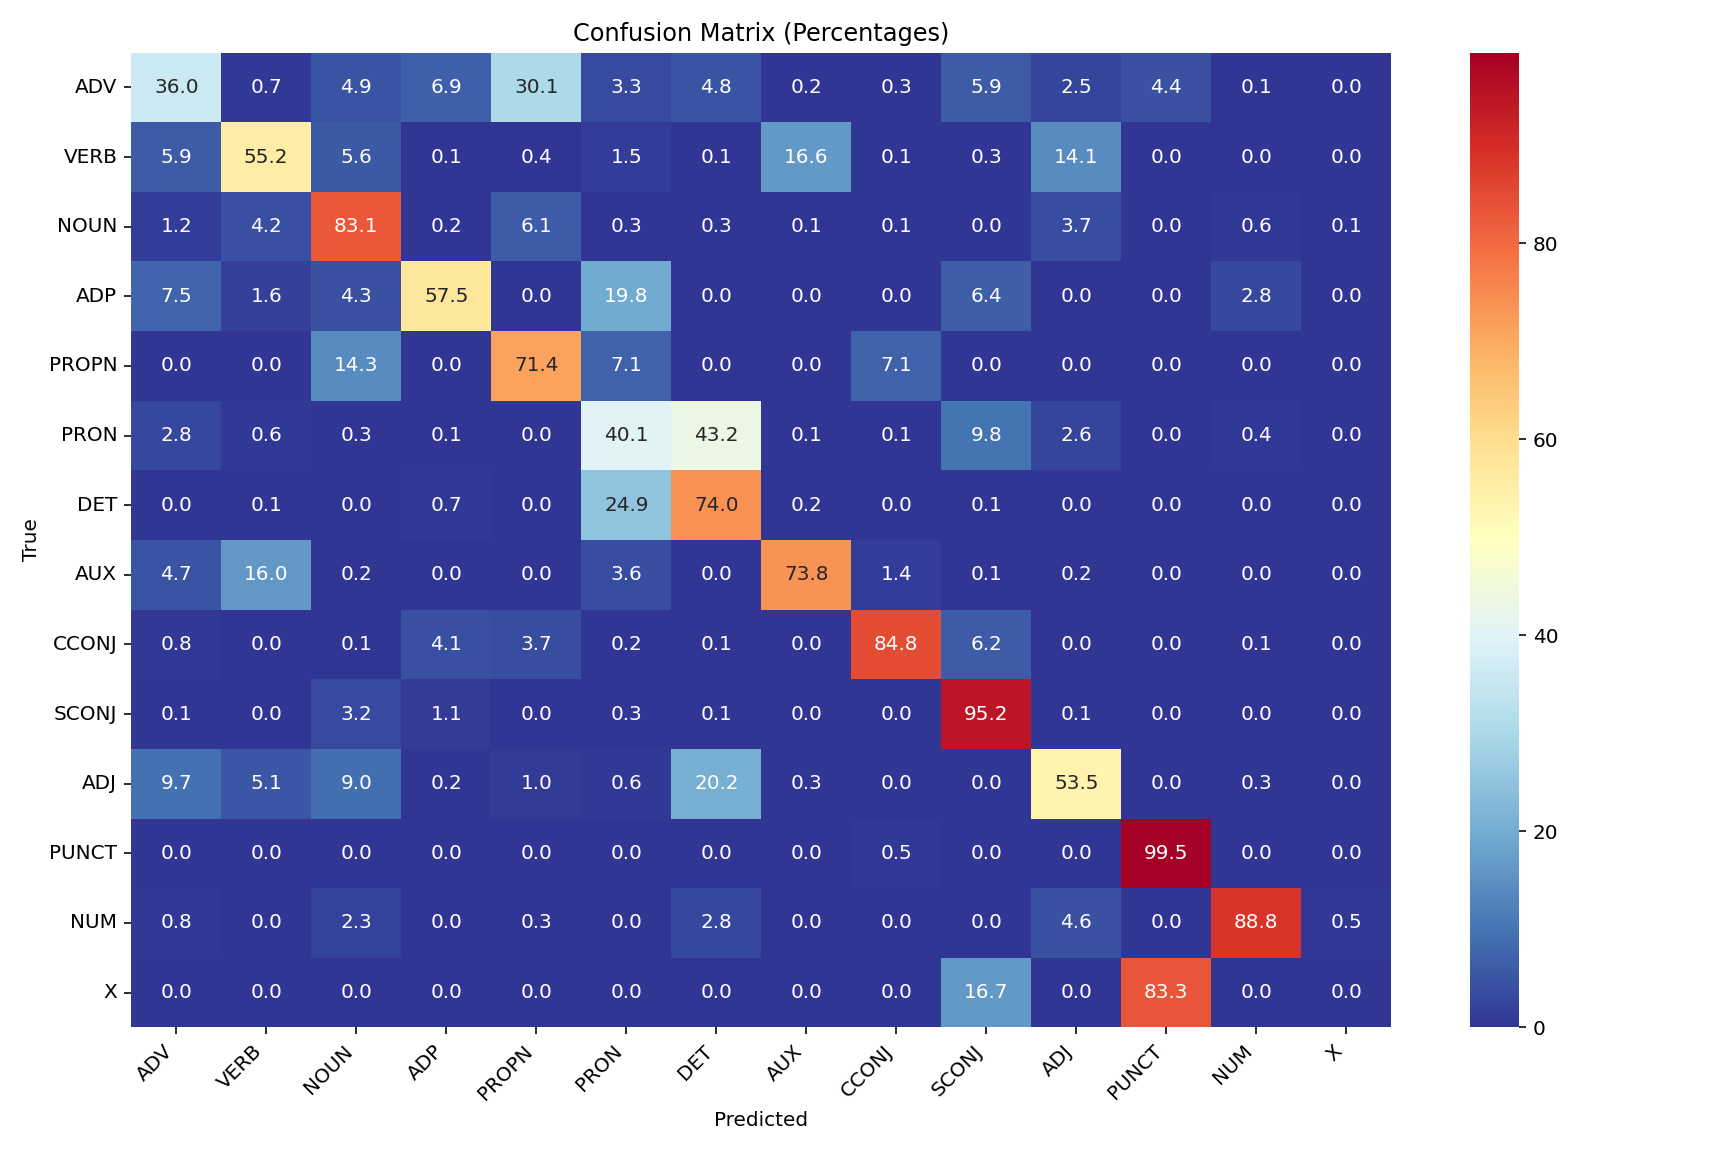 Confusion Matrix (Percentages)
True
ADV 36.0 0.7 4.9 6.9 30.1 3.3 4.8 0.2 0.3 5.9 2.5 4.4 0.1 0.0
VERB 5.9 55.2 5.6 0.1 0.4 1.5 0.1 16.6 0.1 0.3 14.1 0.0 0.0 0.0
NOUN 1.2 4.2 83.1 0.2 6.1 0.3 0.3 0.1 0.1 0.0 3.7 0.0 0.6 0.1
ADP 7.5 1.6 4.3 57.5 0.0 19.8 0.0 0.0 0.0 6.4 0.0 0.0 2.8 0.0
PROPN 0.0 0.0 14.3 0.0 71.4 7.1 0.0 0.0 7.1 0.0 0.0 0.0 0.0 0.0
PRON 2.8 0.6 0.3 0.1 0.0 40.1 43.2 0.1 0.1 9.8 2.6 0.0 0.4 0.0
DET 0.0 0.1 0.0 0.7 0.0 24.9 74.0 0.2 0.0 0.1 0.0 0.0 0.0 0.0
AUX 4.7 16.0 0.2 0.0 0.0 3.6 0.0 73.8 1.4 0.1 0.2 0.0 0.0 0.0
CCONJ 0.8 0.0 0.1 4.1 3.7 0.2 0.1 0.0 84.8 6.2 0.0 0.0 0.1 0.0
SCONJ 0.1 0.0 3.2 1.1 0.0 0.3 0.1 0.0 0.0 95.2 0.1 0.0 0.0 0.0
ADJ 9.7 5.1 9.0 0.2 1.0 0.6 20.2 0.3 0.0 0.0 53.5 0.0 0.3 0.0
PUNCT 0.0 0.0 0.0 0.0 0.0 0.0 0.0 0.0 0.5 0.0 0.0 99.5 0.0 0.0
NUM 0.8 0.0 2.3 0.0 0.3 0.0 2.8 0.0 0.0 0.0 4.6 0.0 88.8 0.5
X 0.0 0.0 0.0 0.0 0.0 0.0 0.0 0.0 0.0 16.7 0.0 83.3 0.0 0.0
ADV VERB NOUN ADP PROPN PRON DET AUX CCONJ SCONJ ADJ PUNCT NUM X
Predicted
80
60
40
20
0